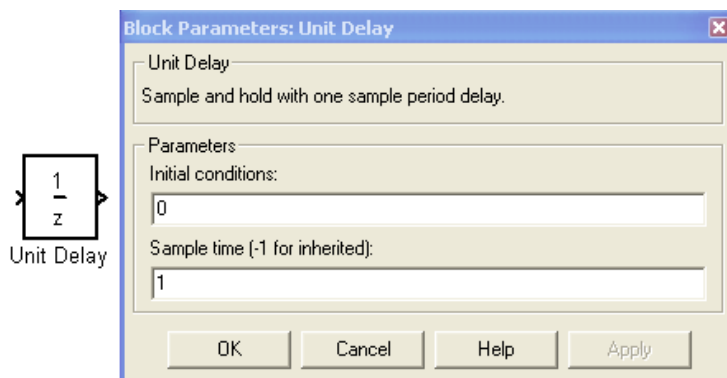 Block Parameters: Unit Delay
Unit Delay
Sample and hold with one sample period delay.
Parameters
Initial conditions:
0
Sample time (-1 for inherited):
1
OK Cancel Help Apply
1
z
Unit Delay